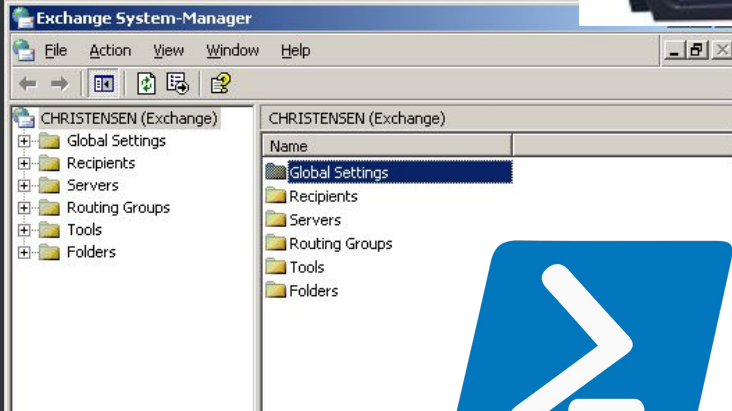 Exchange System-Manager
File Action View Window Help
CHRISTENSEN (Exchange)
Global Settings
Recipients
Servers
Routing Groups
Tools
Folders
CHRISTENSEN (Exchange)
Name
Global Settings
Recipients
Servers
Routing Groups
Tools
Folders